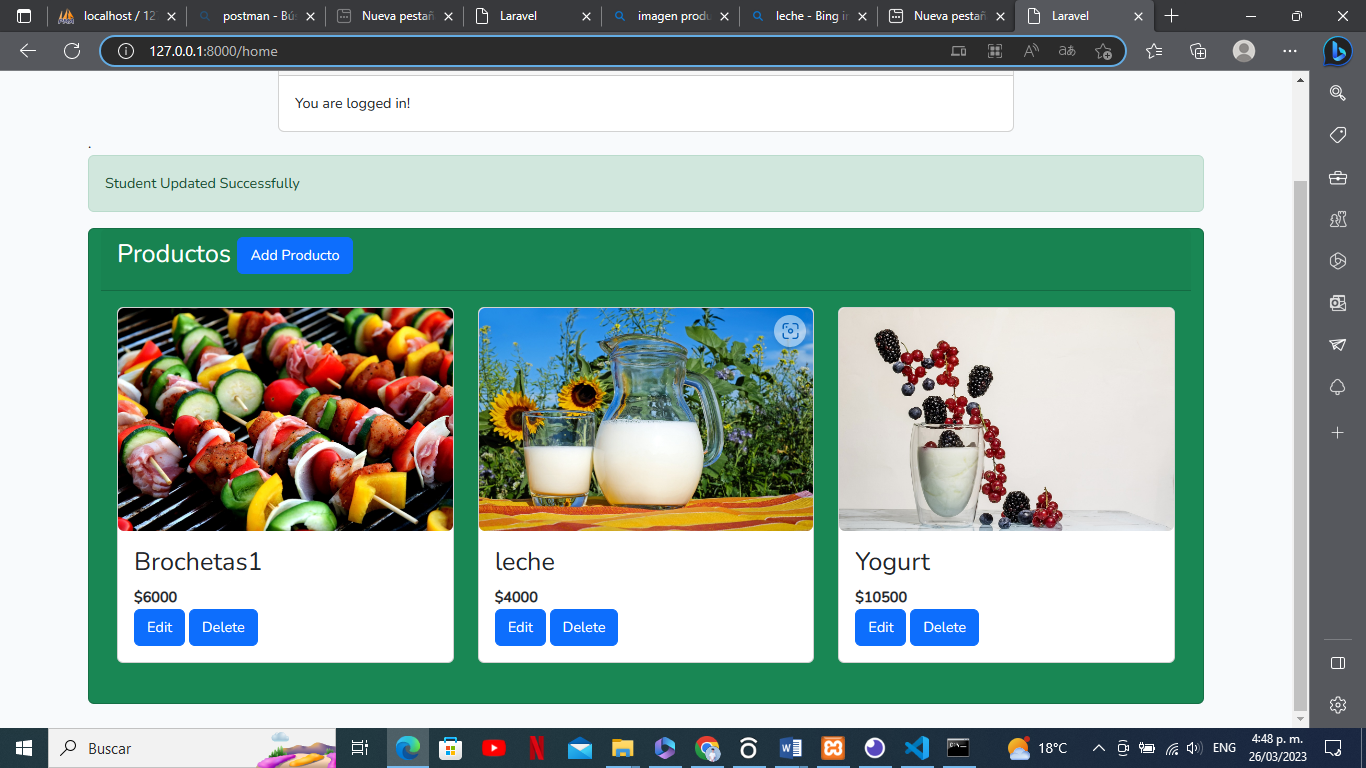 localhost / 12
postman - Bú
Nueva pestañ
Laravel
imagen produ
leche - Bing i
Nueva pestañ
Laravel
127.0.0.1:8000/home
You are logged in!
.
Student Updated Successfully
Productos Add Producto
Brochetas1
$6000
Edit Delete
leche
$4000
Edit Delete
Yogurt
$10500
Edit Delete
Buscar
18°C
ENG
4:48 p. m.
26/03/2023